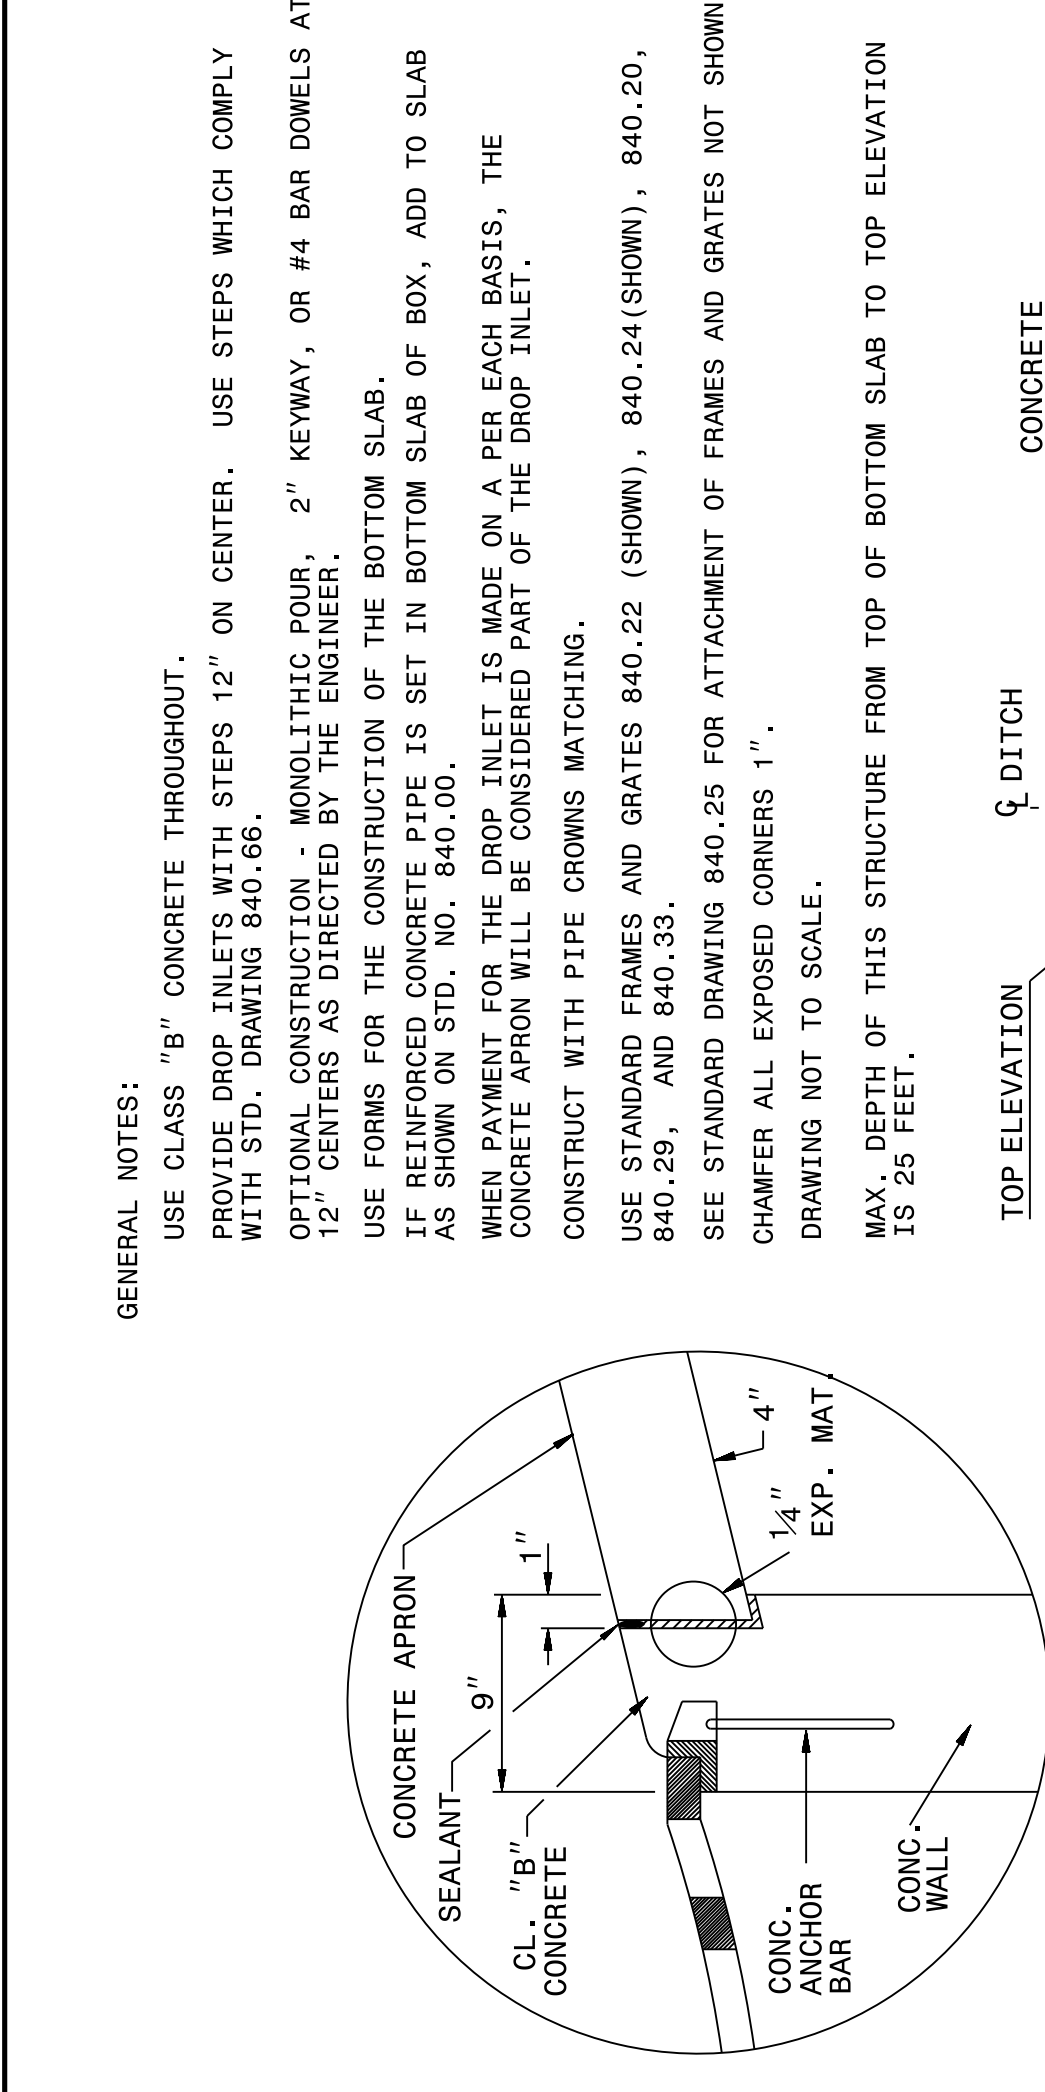 GENERAL NOTES:
USE CLASS "B" CONCRETE THROUGHOUT.
PROVIDE DROP INLETS WITH STEPS 12" ON CENTER. USE STEPS WHICH COMPLY
WITH STD. DRAWING 840.66.
OPTIONAL CONSTRUCTION - MONOLITHIC POUR, 2" KEYWAY, OR #4 BAR DOWELS AT
12" CENTERS AS DIRECTED BY THE ENGINEER.
USE FORMS FOR THE CONSTRUCTION OF THE BOTTOM SLAB.
IF REINFORCED CONCRETE PIPE IS SET IN BOTTOM SLAB OF BOX, ADD TO SLAB
AS SHOWN ON STD. NO. 840.00.
WHEN PAYMENT FOR THE DROP INLET IS MADE ON A PER EACH BASIS, THE
CONCRETE APRON WILL BE CONSIDERED PART OF THE DROP INLET.
CONSTRUCT WITH PIPE CROWNS MATCHING.
USE STANDARD FRAMES AND GRATES 840.22 (SHOWN), 840.24(SHOWN), 840.20,
840.29, AND 840.33.
SEE STANDARD DRAWING 840.25 FOR ATTACHMENT OF FRAMES AND GRATES NOT SHOWN
CHAMFER ALL EXPOSED CORNERS 1".
DRAWING NOT TO SCALE.
MAX. DEPTH OF THIS STRUCTURE FROM TOP OF BOTTOM SLAB TO TOP ELEVATION
IS 25 FEET.
CONCRETE APRON
SEALANT
9"
1"
CL. "B"
CONCRETE
4"
1/4"
EXP. MAT.
CONC.
ANCHOR
BAR
CONC.
WALL
TOP ELEVATION
℄ DITCH
CONCRETE